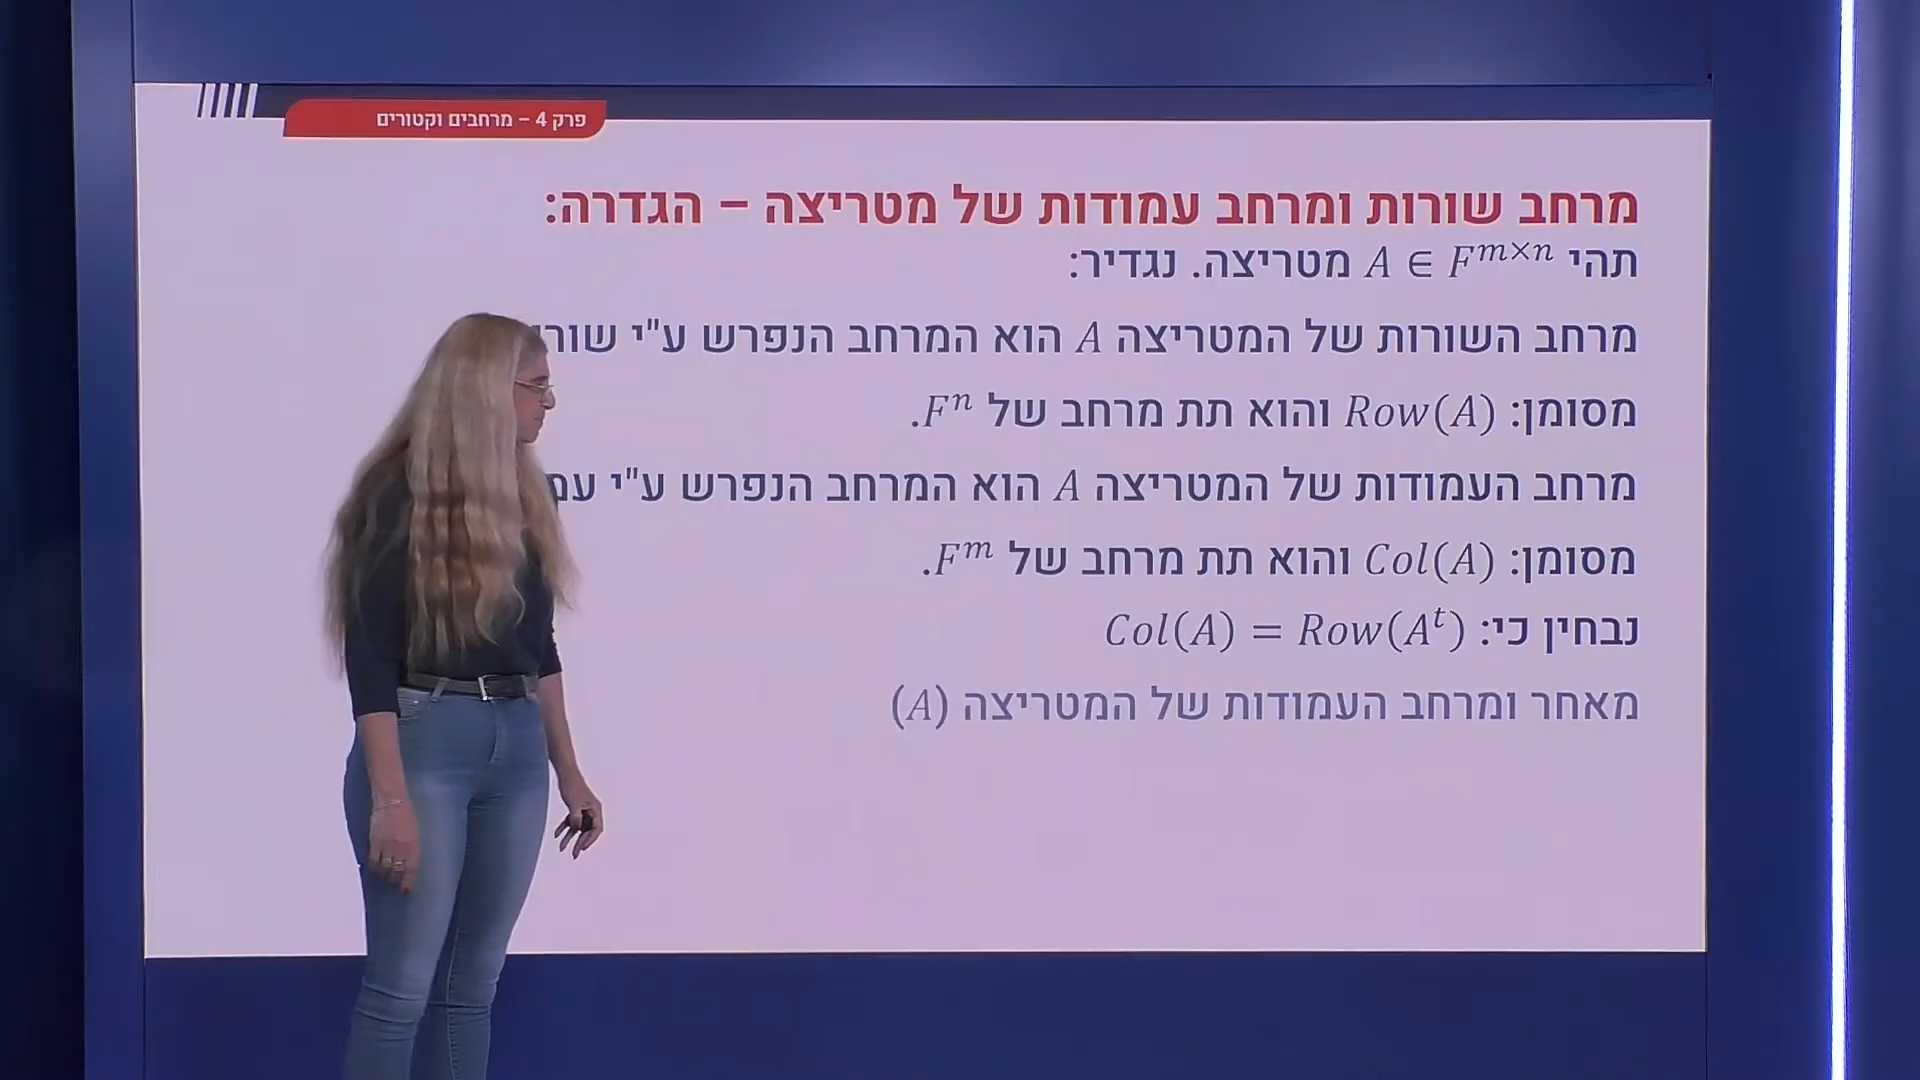 פרק 4 – מרחבים וקטורים
מרחב שורות ומרחב עמודות של מטריצה – הגדרה:
תהי $A \in F^{m \times n}$ מטריצה. נגדיר:
מרחב השורות של המטריצה A הוא המרחב הנפרש ע"י
מסומן: Row(A) והוא תת מרחב של $F^n$.
מרחב העמודות של המטריצה A הוא המרחב הנפרש ע"י
מסומן: Col(A) והוא תת מרחב של $F^m$.
נבחין כי: $Col(A) = Row(A^t)$
מאחר ומרחב העמודות של המטריצה (A)